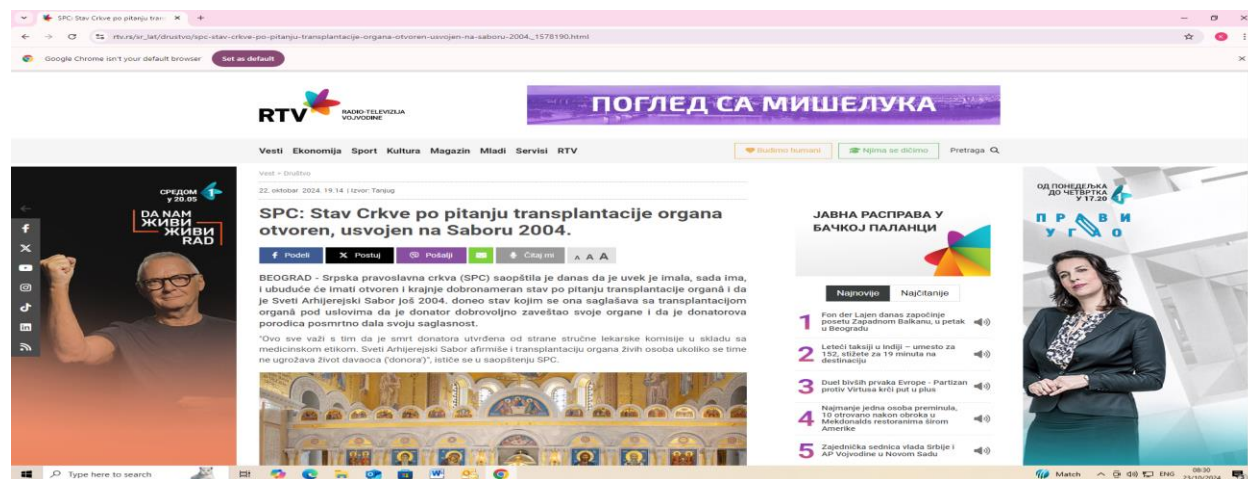 SPC: Stav Crkve po pitanju tran
rtv.rs/sr_lat/drustvo/spc-stav-crkve-po-pitanju-transplantacije-organa-otvoren-usvojen-na-saboru-2004._1578190.html
Google Chrome isn't your default browser
Set as default
RTV RADIO-TELEVIZIJA
VOJVODINE
ПОГЛЕД СА МИШЕЛУКА
Vesti Ekonomija Sport Kultura Magazin Mladi Servisi RTV
Budimo humani
Njima se dičimo
Pretraga
Vest > Društvo
22. oktobar 2024. 19:14 | Izvor: Tanjug
SPC: Stav Crkve po pitanju transplantacije organa
otvoren, usvojen na Saboru 2004.
Podeli
Postuj
Pošalji
Čitaj mi
A A A
BEOGRAD - Srpska pravoslavna crkva (SPC) saopštila je danas da je uvek je imala, sada ima,
i ubuduće će imati otvoren i krajnje dobronameran stav po pitanju transplantacije organâ i da
je Sveti Arhijerejski Sabor još 2004. doneo stav kojim se ona saglašava sa transplantacijom
organâ pod uslovima da je donator dobrovoljno zaveštao svoje organe i da je donatorova
porodica posmrtno dala svoju saglasnost.
"Ovo sve važi s tim da je smrt donatora utvrđena od strane stručne lekarske komisije u skladu sa
medicinskom etikom. Sveti Arhijerejski Sabor afirmiše i transplantaciju organa živih osoba ukoliko se time
ne ugrožava život davaoca ('donora')", ističe se u saopštenju SPC.
СРЕДОМ 1
у 20.05
DA NAM
ЖИВИ
ЖИВИ
RAD
ЈАВНА РАСПРАВА У
БАЧКОЈ ПАЛАНЦИ
Najnovije
Najčitanije
1 Fon der Lajen danas započinje
posetu Zapadnom Balkanu, u petak
u Beogradu
2 Leteći taksiji u Indiji – umesto za
152, stižete za 19 minuta na
destinaciju
3 Duel bivših prvaka Evrope - Partizan
protiv Virtusa krči put u plus
4 Najmanje jedna osoba preminula,
10 otrovano nakon obroka u
Mekdonalds restoranima širom
Amerike
5 Zajednička sednica vlada Srbije i
AP Vojvodine u Novom Sadu
ОД ПОНЕДЕЉКА
ДО ЧЕТВРТКА
У 17.20 1
ПРАВИ
УГАО
Type here to search
Match
ENG
08:30
23/10/2024